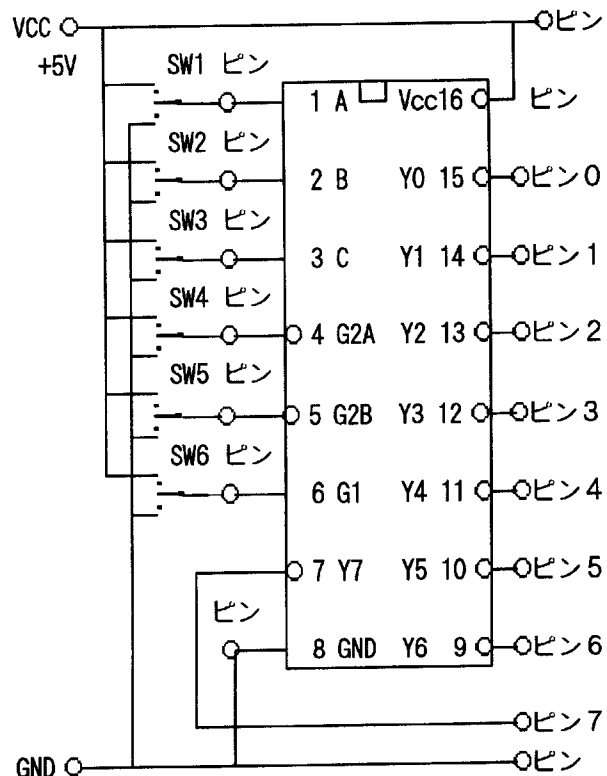 VCC ピン
+5V SW1 ピン
1 A Vcc16 ピン
SW2 ピン
2 B Y0 15 ピン0
SW3 ピン
3 C Y1 14 ピン1
SW4 ピン
4 G2A Y2 13 ピン2
SW5 ピン
5 G2B Y3 12 ピン3
SW6 ピン
6 G1 Y4 11 ピン4
7 Y7 Y5 10 ピン5
ピン
8 GND Y6 9 ピン6
ピン7
GND ピン